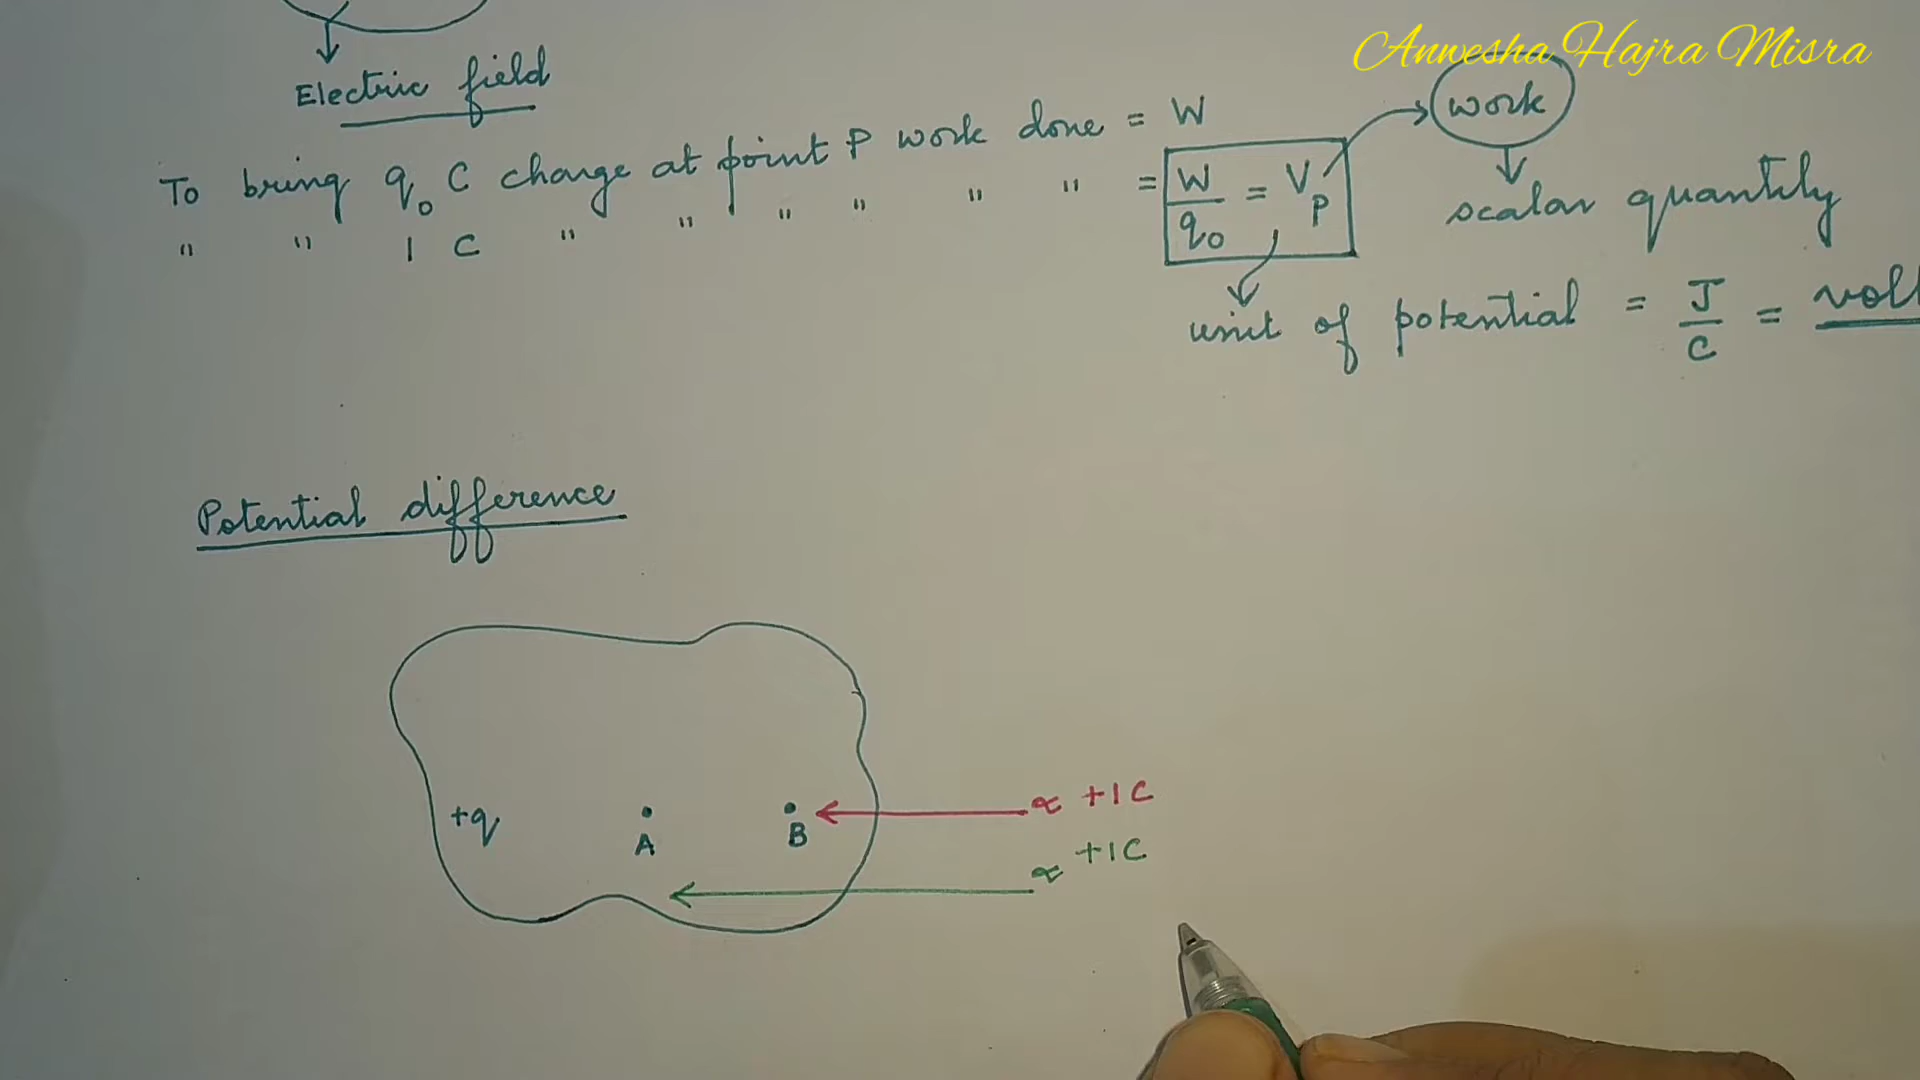 Anwesha Hajra Misra
Electric field
To bring q₀ C charge at point P work done = W
" " 1 C " " " " " " = W/q₀ = V_P
work
scalar quantity
unit of potential = J/C = volt
Potential difference
+q A B
∝ +1C
∝ +1C